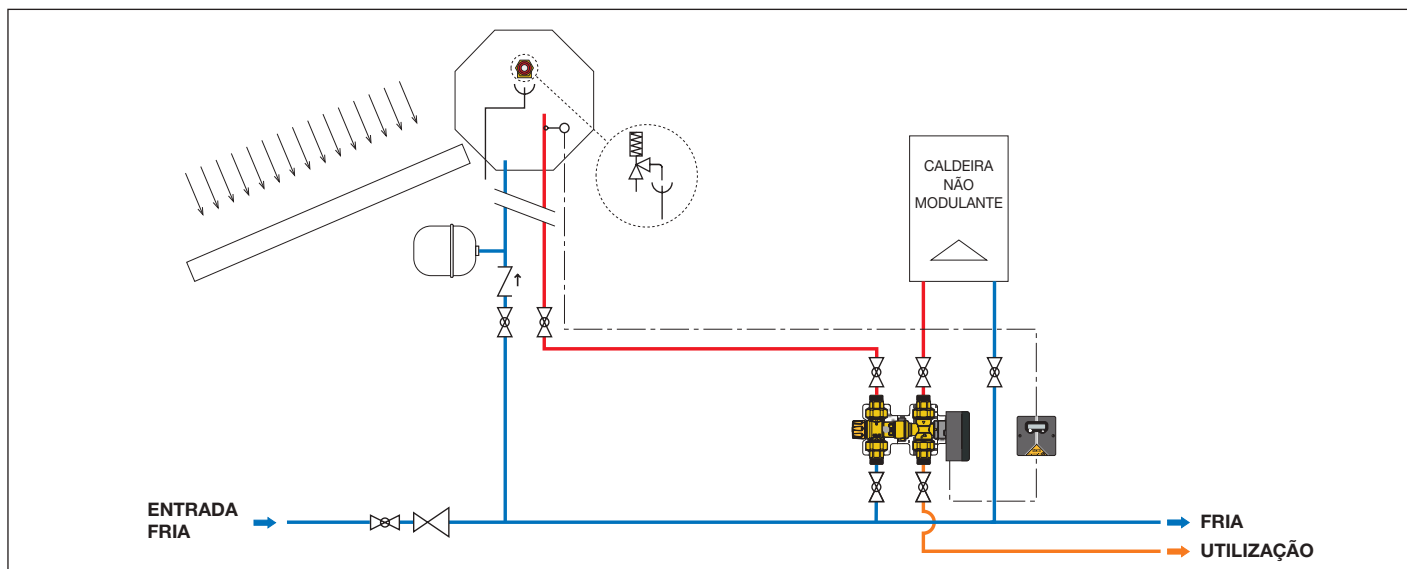 CALDEIRA
NÃO
MODULANTE
ENTRADA
FRIA
FRIA
UTILIZAÇÃO